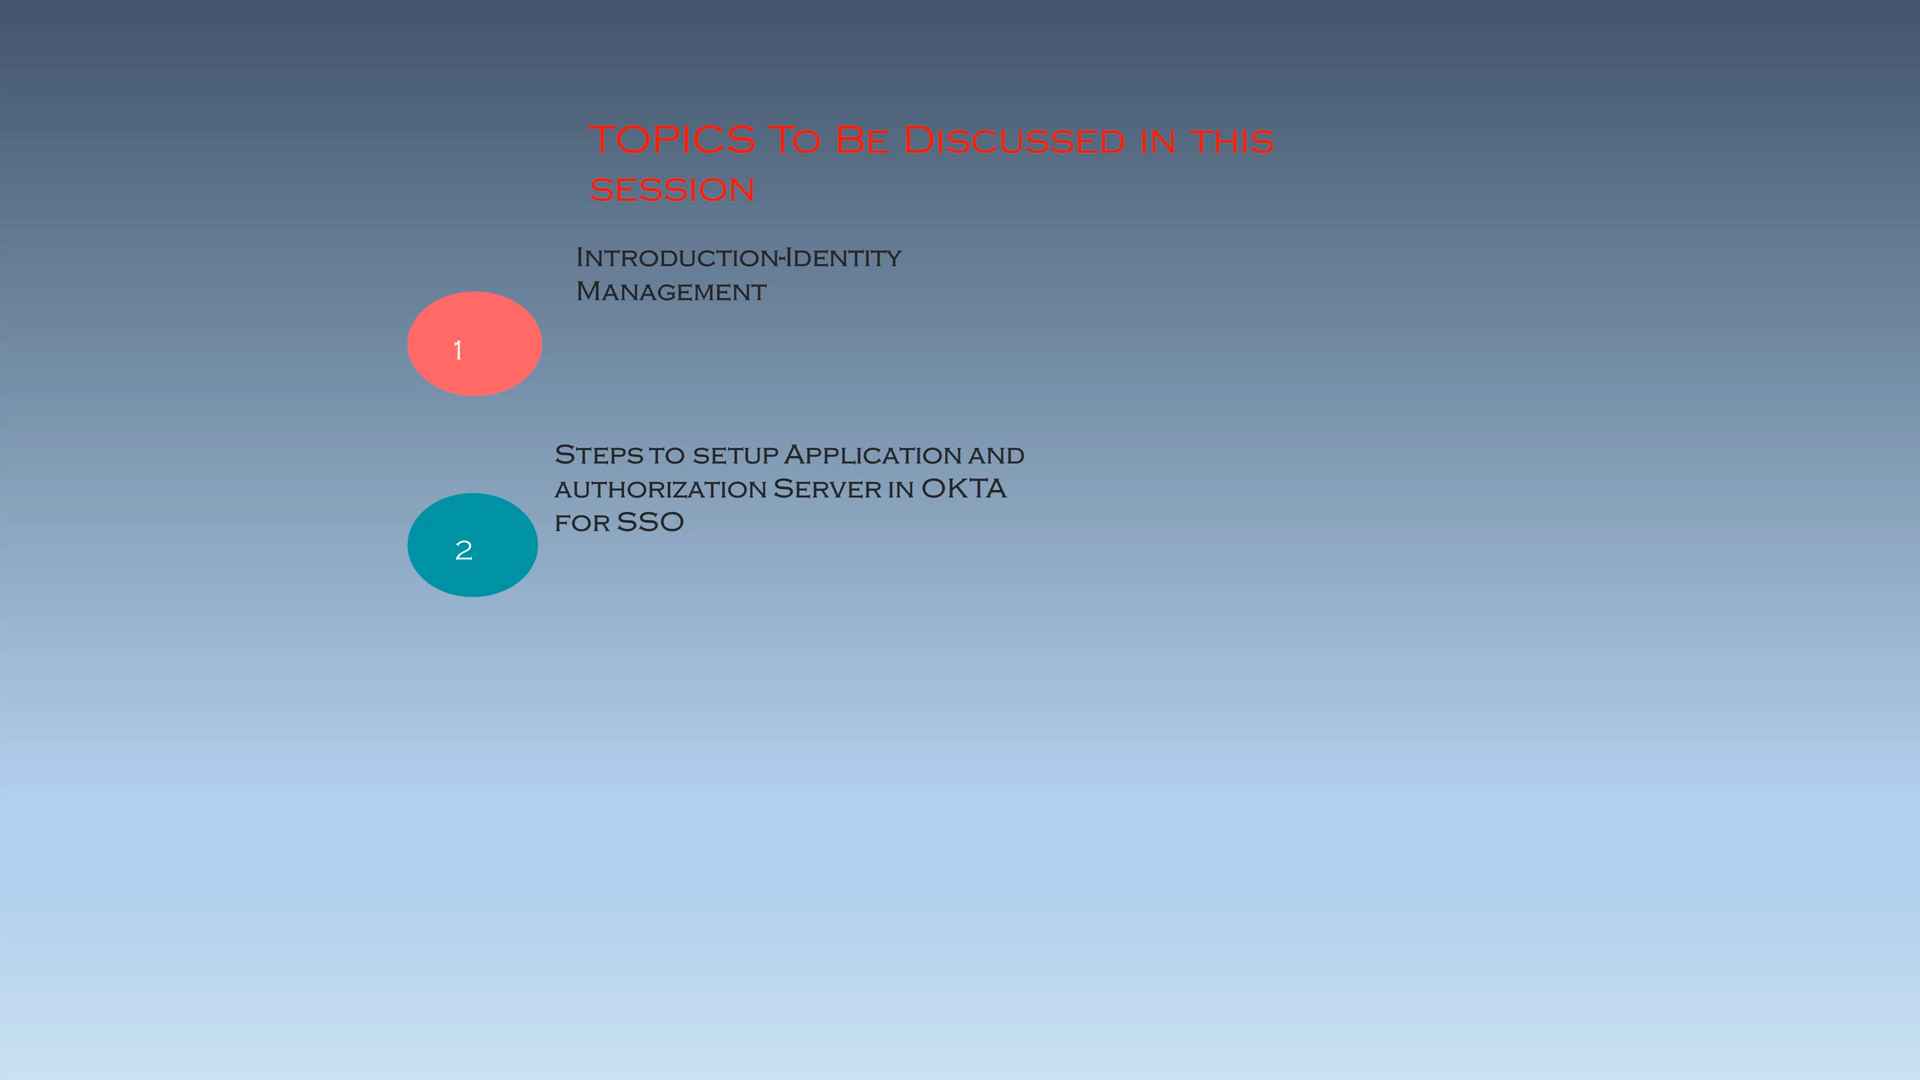 TOPICS To Be Discussed in this
session
Introduction-Identity
Management
1
Steps to setup Application and
authorization Server in OKTA
for SSO
2